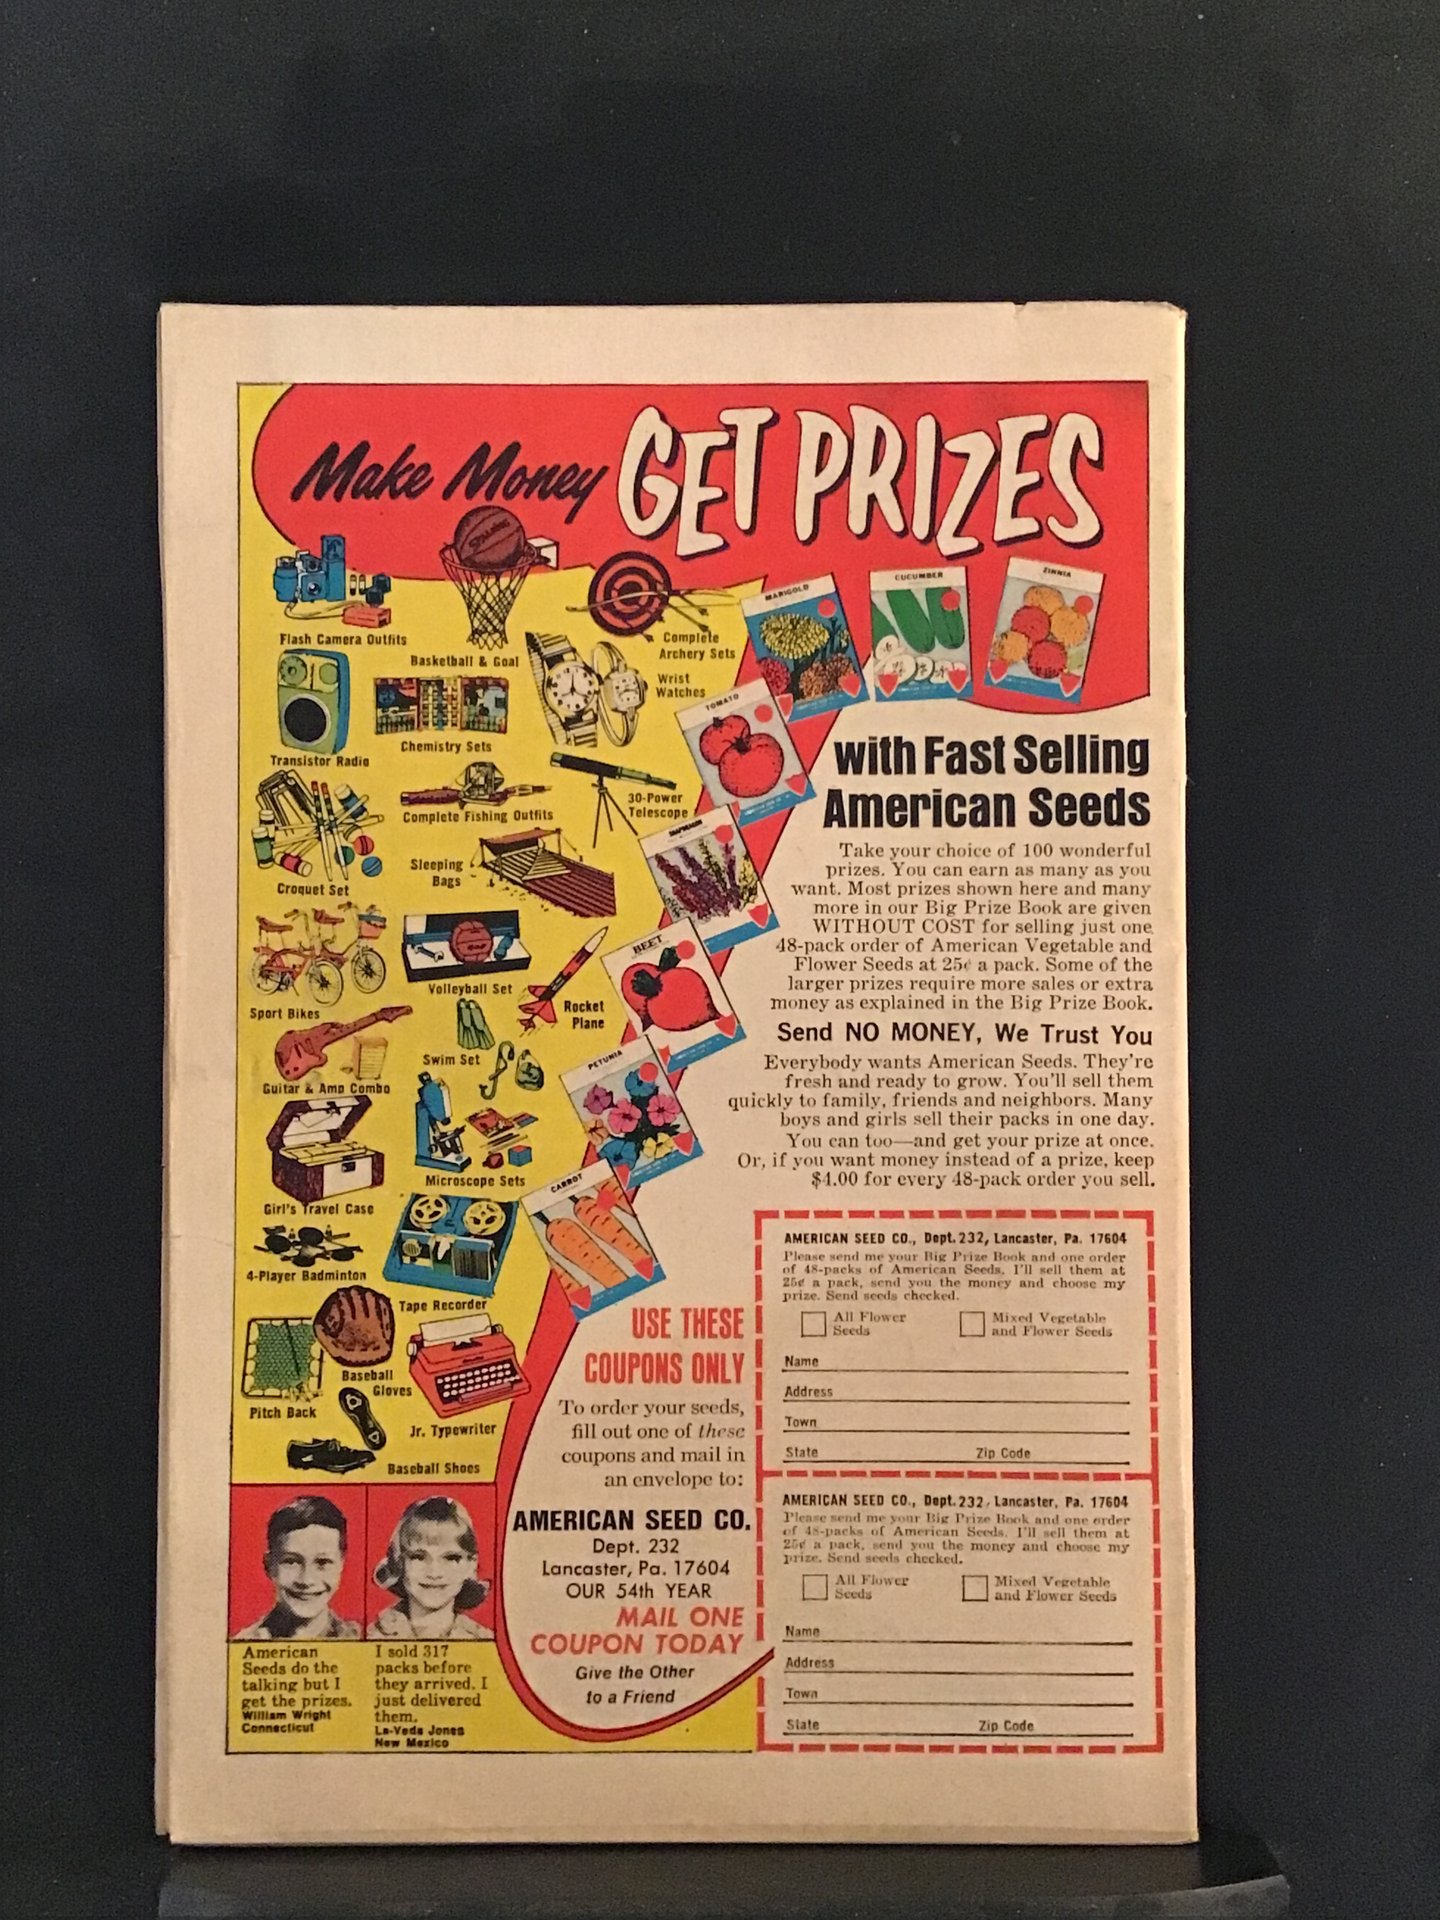 Make Money GET PRIZES
Flash Camera Outfits
Basketball & Goal
Complete
Archery Sets
Wrist
Watches
Transistor Radio
Chemistry Sets
Complete Fishing Outfits
30-Power
Telescope
Croquet Set
Sleeping
Bags
Sport Bikes
Volleyball Set
Rocket
Plane
Guitar & Amp Combo
Swim Set
Girl's Travel Case
Microscope Sets
4-Player Badminton
Tape Recorder
Pitch Back
Baseball
Gloves
Jr. Typewriter
Baseball Shoes
MARIGOLD
CUCUMBER
ZINNIA
TOMATO
BEET
PETUNIA
CARROT
with Fast Selling
American Seeds
Take your choice of 100 wonderful
prizes. You can earn as many as you
want. Most prizes shown here and many
more in our Big Prize Book are given
WITHOUT COST for selling just one
48-pack order of American Vegetable and
Flower Seeds at 25¢ a pack. Some of the
larger prizes require more sales or extra
money as explained in the Big Prize Book.
Send NO MONEY, We Trust You
Everybody wants American Seeds. They're
fresh and ready to grow. You'll sell them
quickly to family, friends and neighbors. Many
boys and girls sell their packs in one day.
You can too—and get your prize at once.
Or, if you want money instead of a prize, keep
$4.00 for every 48-pack order you sell.
USE THESE
COUPONS ONLY
To order your seeds,
fill out one of these
coupons and mail in
an envelope to:
AMERICAN SEED CO.
Dept. 232
Lancaster, Pa. 17604
OUR 54th YEAR
MAIL ONE
COUPON TODAY
Give the Other
to a Friend
AMERICAN SEED CO., Dept. 232, Lancaster, Pa. 17604
Please send me your Big Prize Book and one order
of 48-packs of American Seeds. I'll sell them at
25¢ a pack, send you the money and choose my
prize. Send seeds checked.
All Flower
Seeds
Mixed Vegetable
and Flower Seeds
Name
Address
Town
State Zip Code
AMERICAN SEED CO., Dept. 232, Lancaster, Pa. 17604
Please send me your Big Prize Book and one order
of 48-packs of American Seeds. I'll sell them at
25¢ a pack, send you the money and choose my
prize. Send seeds checked.
All Flower
Seeds
Mixed Vegetable
and Flower Seeds
Name
Address
Town
State Zip Code
American
Seeds do the
talking but I
get the prizes.
William Wright
Connecticut
I sold 317
packs before
they arrived. I
just delivered
them.
La-Veda Jones
New Mexico